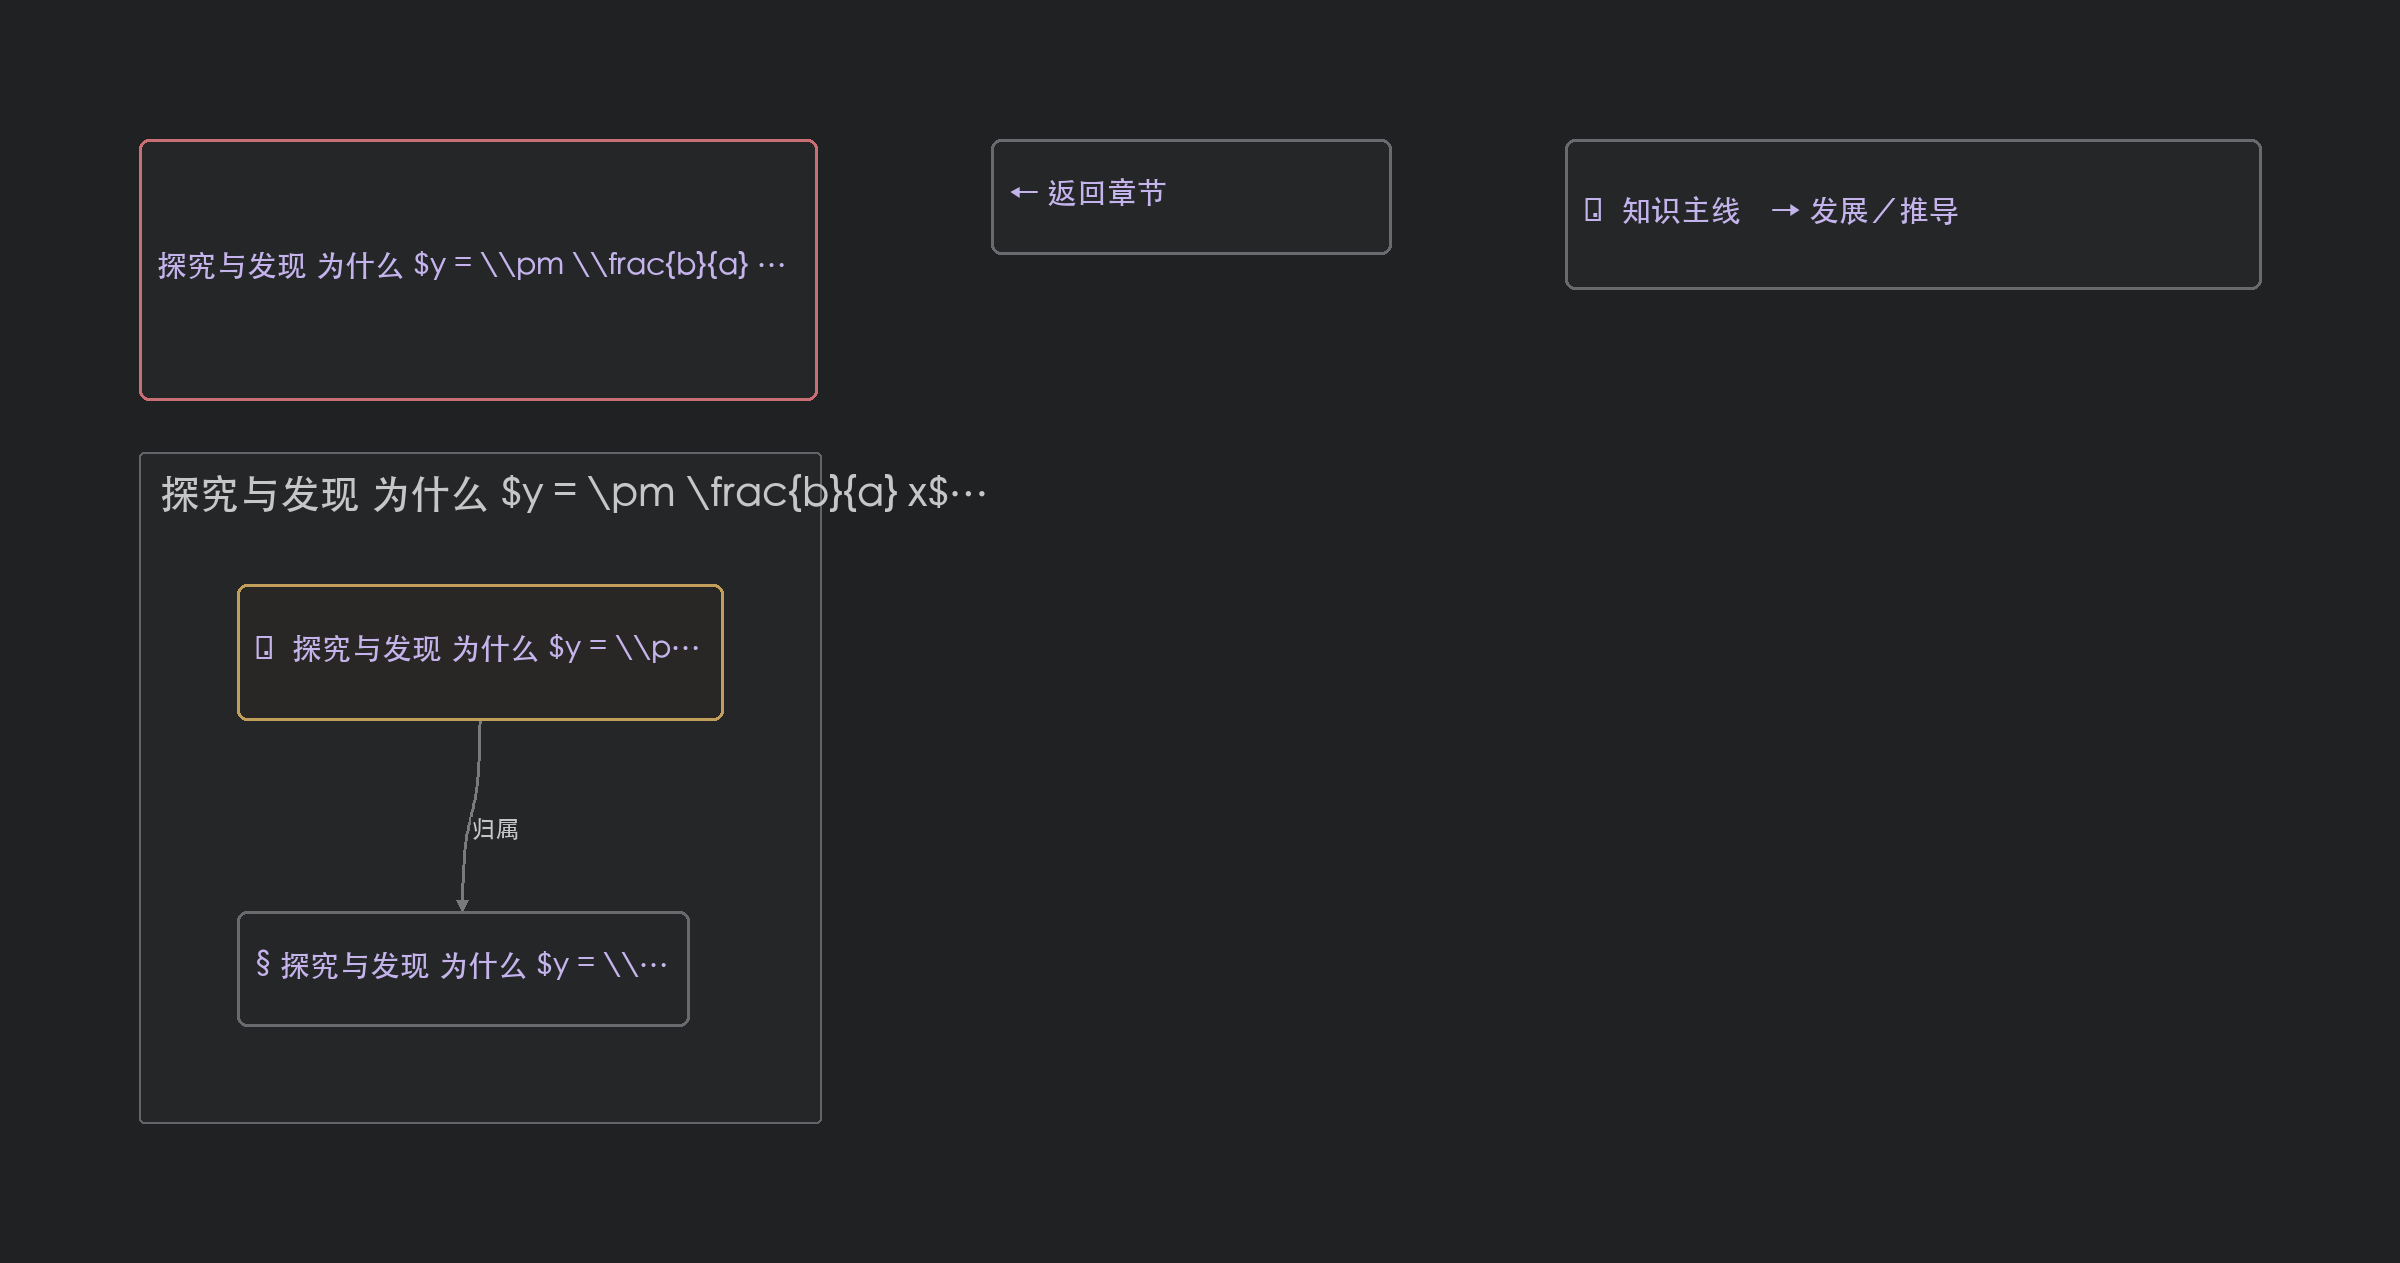 探究与发现 为什么 $y = \\pm \\frac{b}{a} …
← 返回章节
知识主线 → 发展／推导
探究与发现 为什么 $y = \pm \frac{b}{a} x$…
探究与发现 为什么 $y = \\p…
归属
§ 探究与发现 为什么 $y = \\…